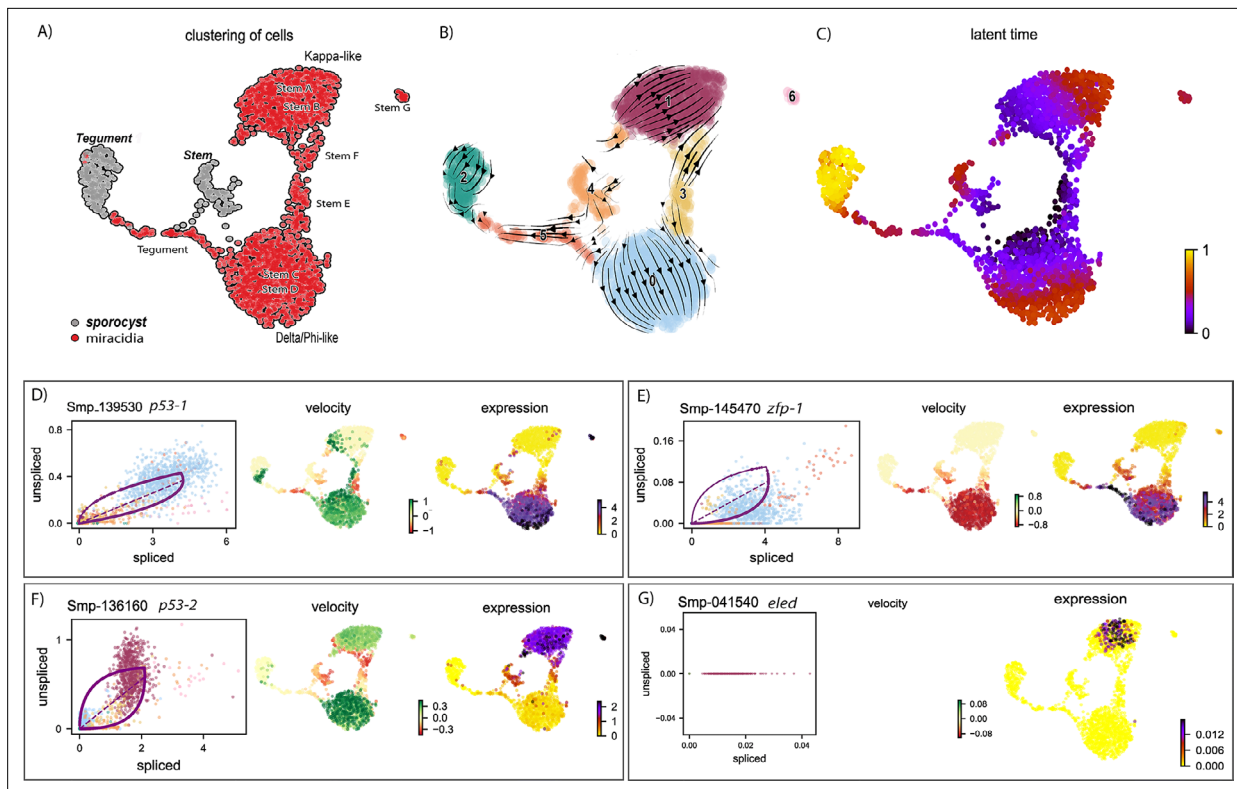 A)
clustering of cells
Kappa-like
Stem A
Stem B
Stem G
Tegument
Stem
Stem F
Stem E
Tegument
Stem C
Stem D
sporocyst
miracidia
Delta/Phi-like
B)
1
6
2
4
3
5
0
C)
latent time
1
0
D)
Smp-139530 p53-1
velocity
expression
unspliced
0.8
0.4
0.0
0 3 6
spliced
1
0
−1
4
2
0
E)
Smp-145470 zfp-1
velocity
expression
unspliced
0.16
0.08
0.00
0 4 8
spliced
0.8
0.0
−0.8
4
2
0
F)
Smp-136160 p53-2
velocity
expression
unspliced
1
0
0 2 4
spliced
0.3
0.0
−0.3
2
1
0
G)
Smp-041540 eled
velocity
expression
unspliced
0.04
0.00
−0.04
0.00 0.02 0.04
spliced
0.08
0.00
−0.08
0.012
0.006
0.000